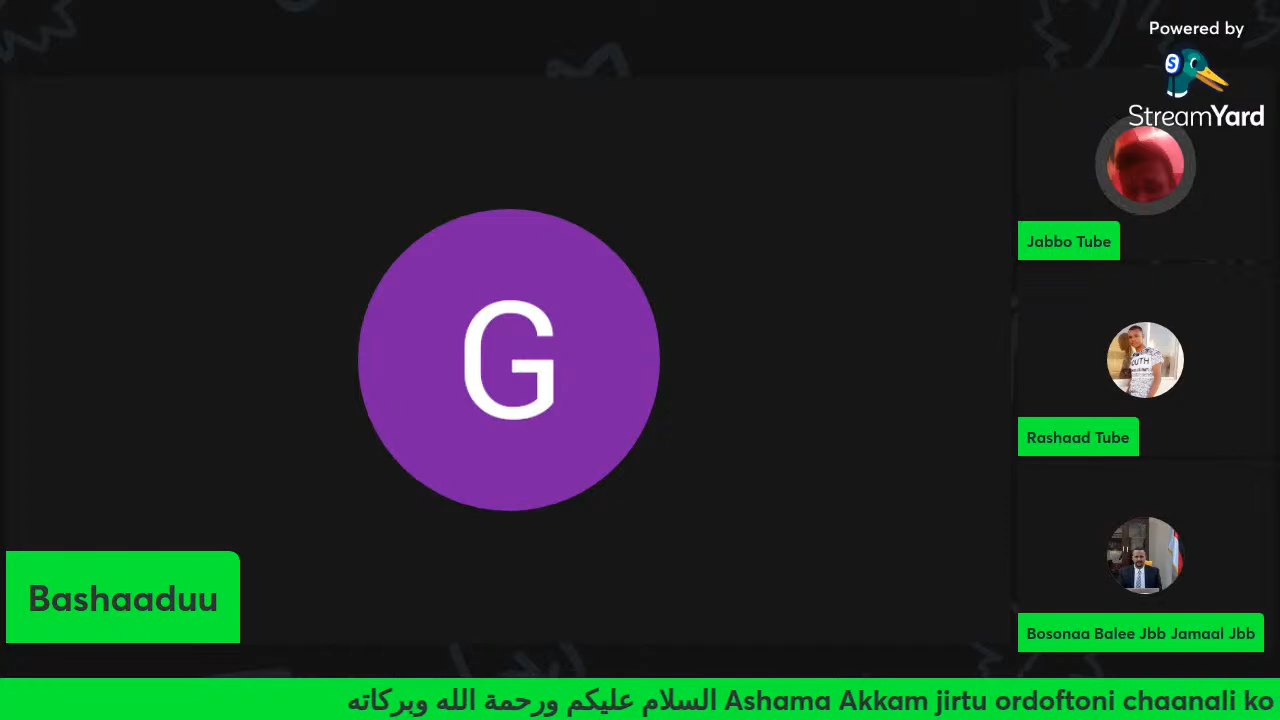 Powered by
S
StreamYard
Jabbo Tube
G
OUTH
Rashaad Tube
Bashaaduu
Bosonaa Balee Jbb Jamaal Jbb
السلام عليكم ورحمة الله وبركاته Ashama Akkam jirtu ordoftoni chaanali ko